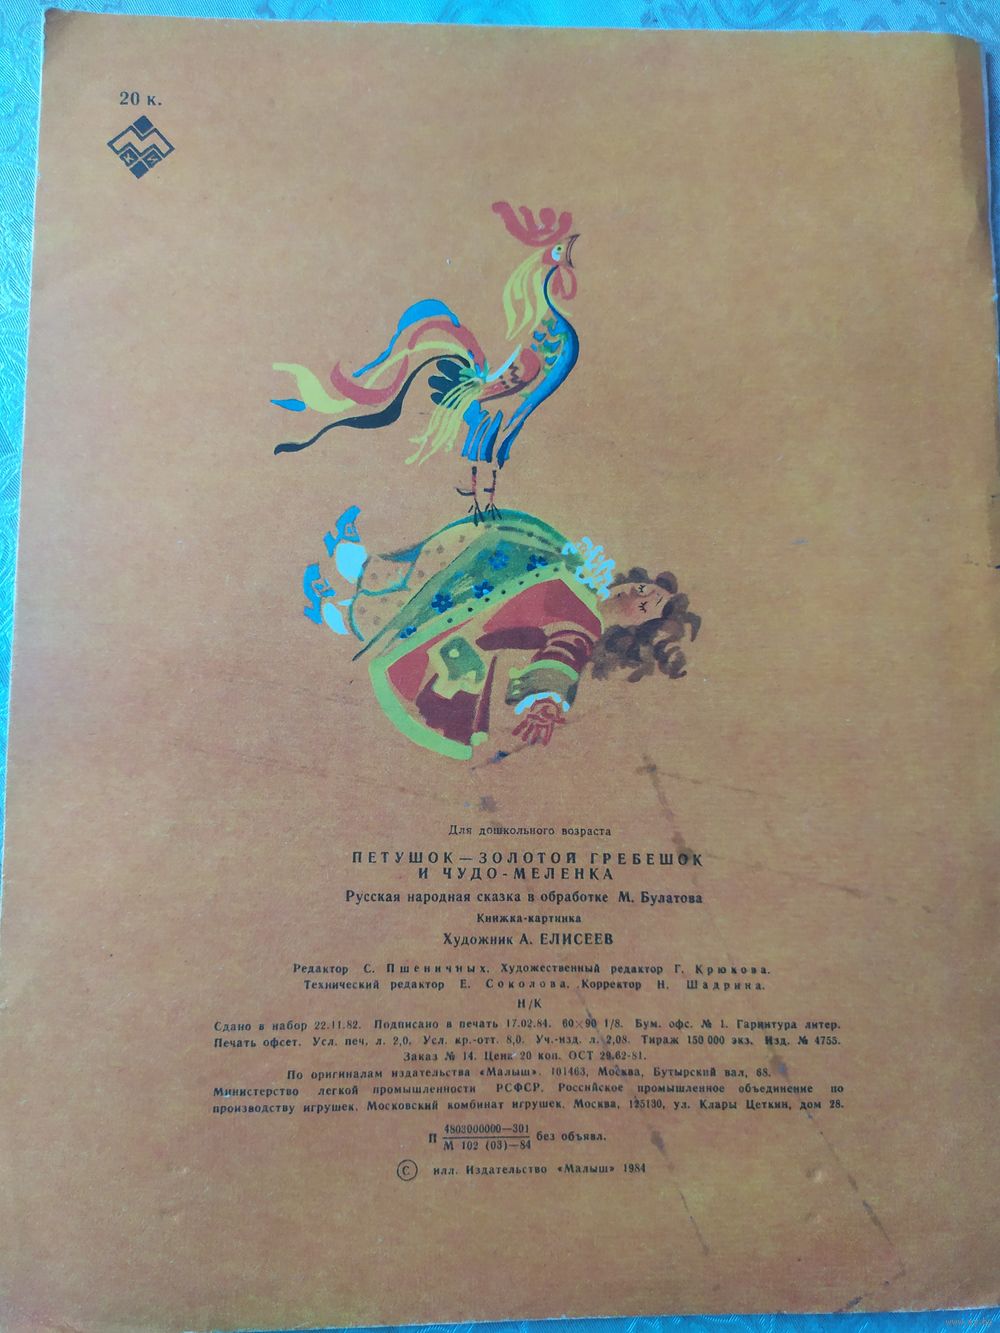 20 к.
Для дошкольного возраста
ПЕТУШОК — ЗОЛОТОЙ ГРЕБЕШОК
И ЧУДО-МЕЛЕНКА
Русская народная сказка в обработке М. Булатова
Книжка-картинка
Художник А. ЕЛИСЕЕВ
Редактор С. Пшеничных. Художественный редактор Г. Крюкова.
Технический редактор Е. Соколова. Корректор Н. Шадрина.
Н/К
Сдано в набор 22.11.82. Подписано в печать 17.02.84. 60×90 1/8. Бум. офс. № 1. Гарнитура литер.
Печать офсет. Усл. печ. л. 2,0. Усл. кр.-отт. 8,0. Уч.-изд. л. 2,08. Тираж 150 000 экз. Изд. № 4755.
Заказ № 14. Цена 20 коп. ОСТ 29.62-81.
По оригиналам издательства «Малыш». 101463, Москва, Бутырский вал, 68.
Министерство легкой промышленности РСФСР. Российское промышленное объединение по
производству игрушек. Московский комбинат игрушек. Москва, 125130, ул. Клары Цеткин, дом 28.
П 4803000000—301
М 102 (03)—84 без объявл.
© илл. Издательство «Малыш» 1984